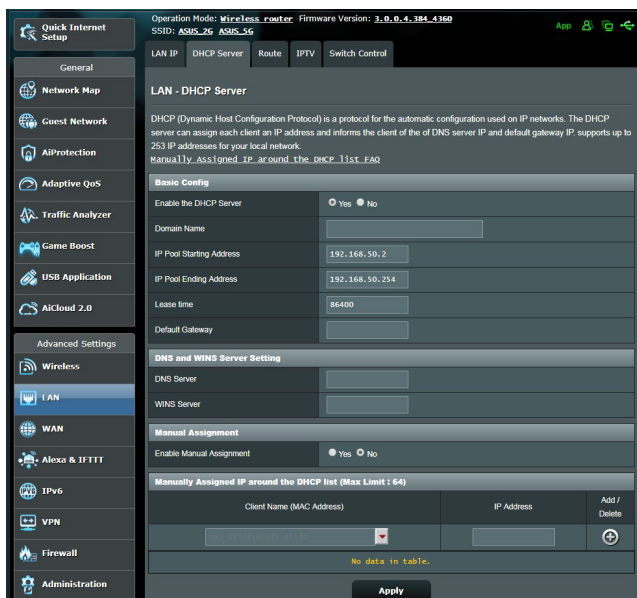 Quick Internet
Setup
General
Network Map
Guest Network
AiProtection
Adaptive QoS
Traffic Analyzer
Game Boost
USB Application
AiCloud 2.0
Advanced Settings
Wireless
LAN
WAN
Alexa & IFTTT
IPv6
VPN
Firewall
Administration
Operation Mode: Wireless router Firmware Version: 3.0.0.4.384_4360
SSID: ASUS_2G ASUS_5G
App
LAN IP DHCP Server Route IPTV Switch Control
LAN - DHCP Server
DHCP (Dynamic Host Configuration Protocol) is a protocol for the automatic configuration used on IP networks. The DHCP
server can assign each client an IP address and informs the client of the of DNS server IP and default gateway IP. supports up to
253 IP addresses for your local network.
Manually Assigned IP around the DHCP list FAQ
Basic Config
Enable the DHCP Server Yes No
Domain Name
IP Pool Starting Address 192.168.50.2
IP Pool Ending Address 192.168.50.254
Lease time 86400
Default Gateway
DNS and WINS Server Setting
DNS Server
WINS Server
Manual Assignment
Enable Manual Assignment Yes No
Manually Assigned IP around the DHCP list (Max Limit : 64)
Client Name (MAC Address) IP Address Add /
Delete
No data in table.
Apply